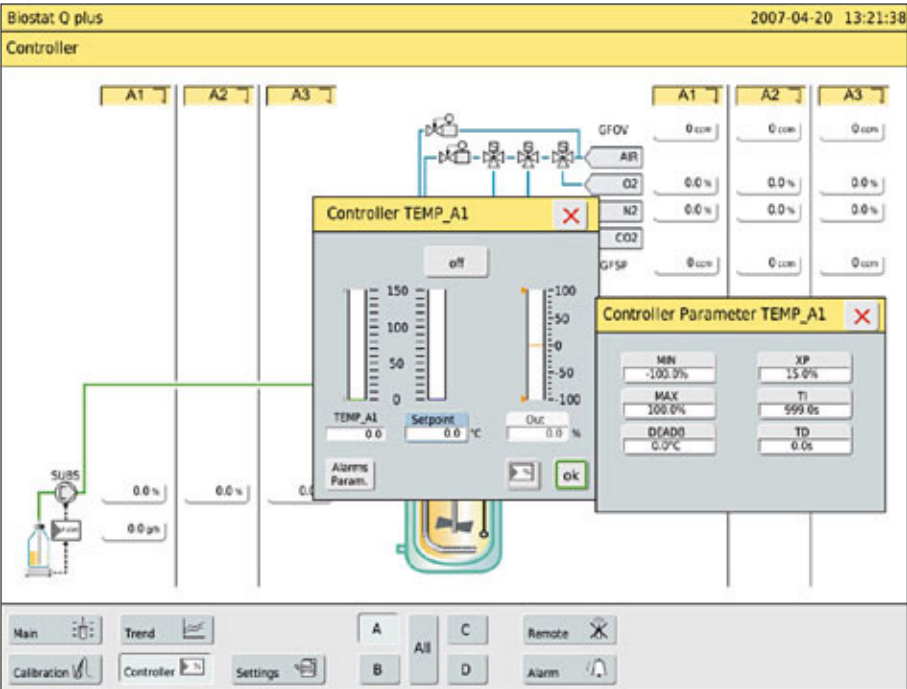 Biostat Q plus 2007-04-20 13:21:38
Controller
A1 A2 A3 A1 A2 A3
GFOV 0 ccm 0 ccm 0 ccm
AIR
O2 0.0 % 0.0 % 0.0 %
N2 0.0 % 0.0 % 0.0 %
CO2
GFSP 0 ccm 0 ccm 0 ccm
Controller TEMP_A1
off
150 100
100 50
50 0
0 -50
-100
TEMP_A1 Setpoint Out
0.0 0.0 °C 0.0 %
Alarms
Param.
ok
Controller Parameter TEMP_A1
MIN XP
-100.0% 15.0%
MAX TI
100.0% 999.0s
DEADB TD
0.0°C 0.0s
SUBS
0.0 % 0.0 %
Main Trend A All C Remote
Calibration Controller Settings B D Alarm